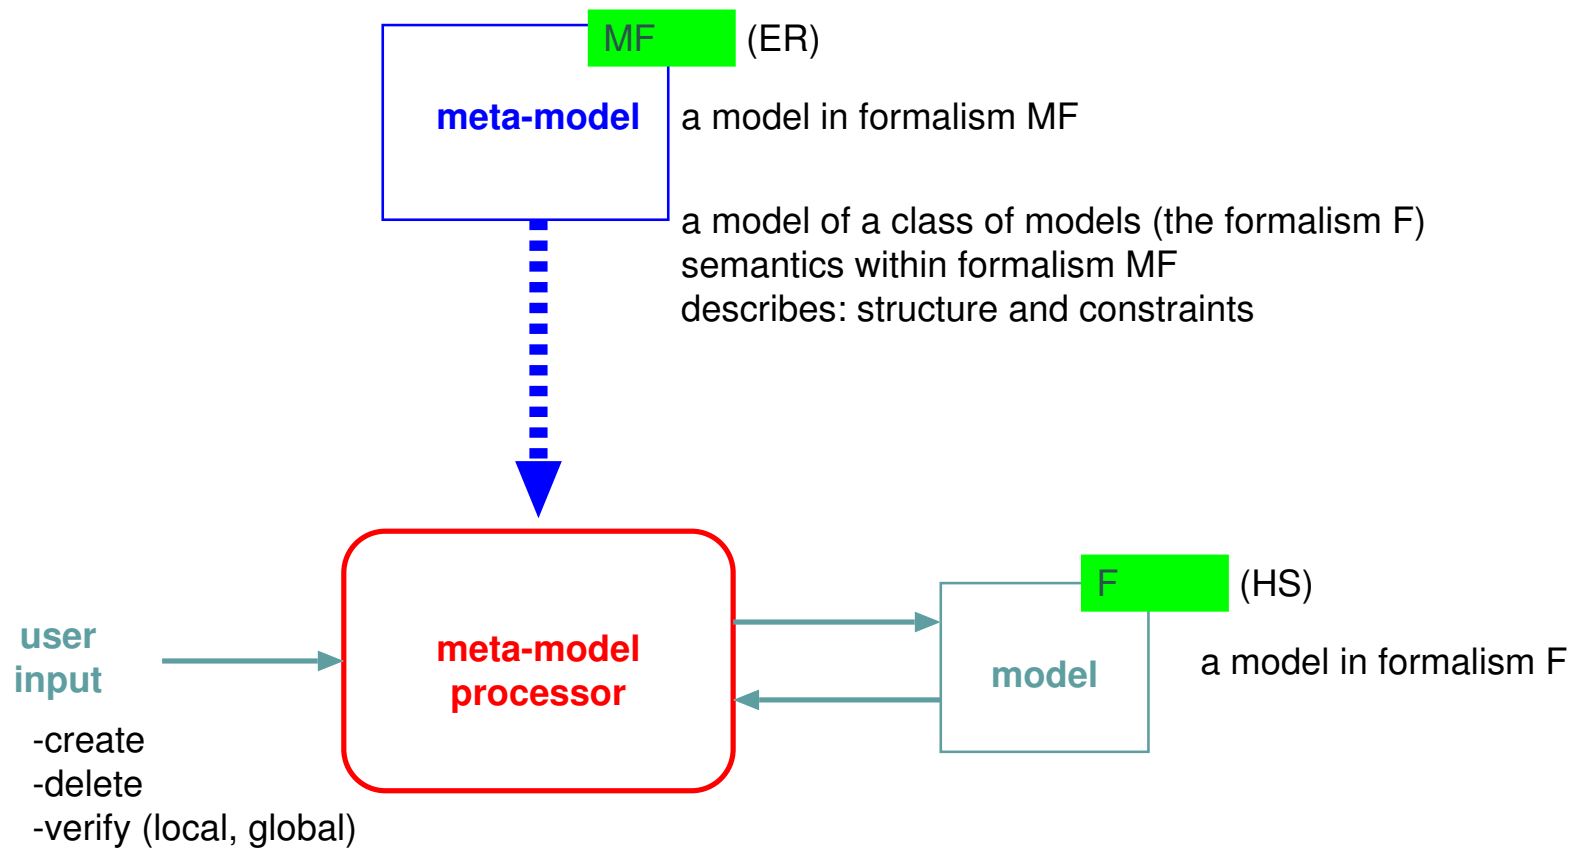 MF (ER)
meta-model
a model in formalism MF
a model of a class of models (the formalism F)
semantics within formalism MF
describes: structure and constraints
F (HS)
user
input
meta-model
processor
model
a model in formalism F
-create
-delete
-verify (local, global)